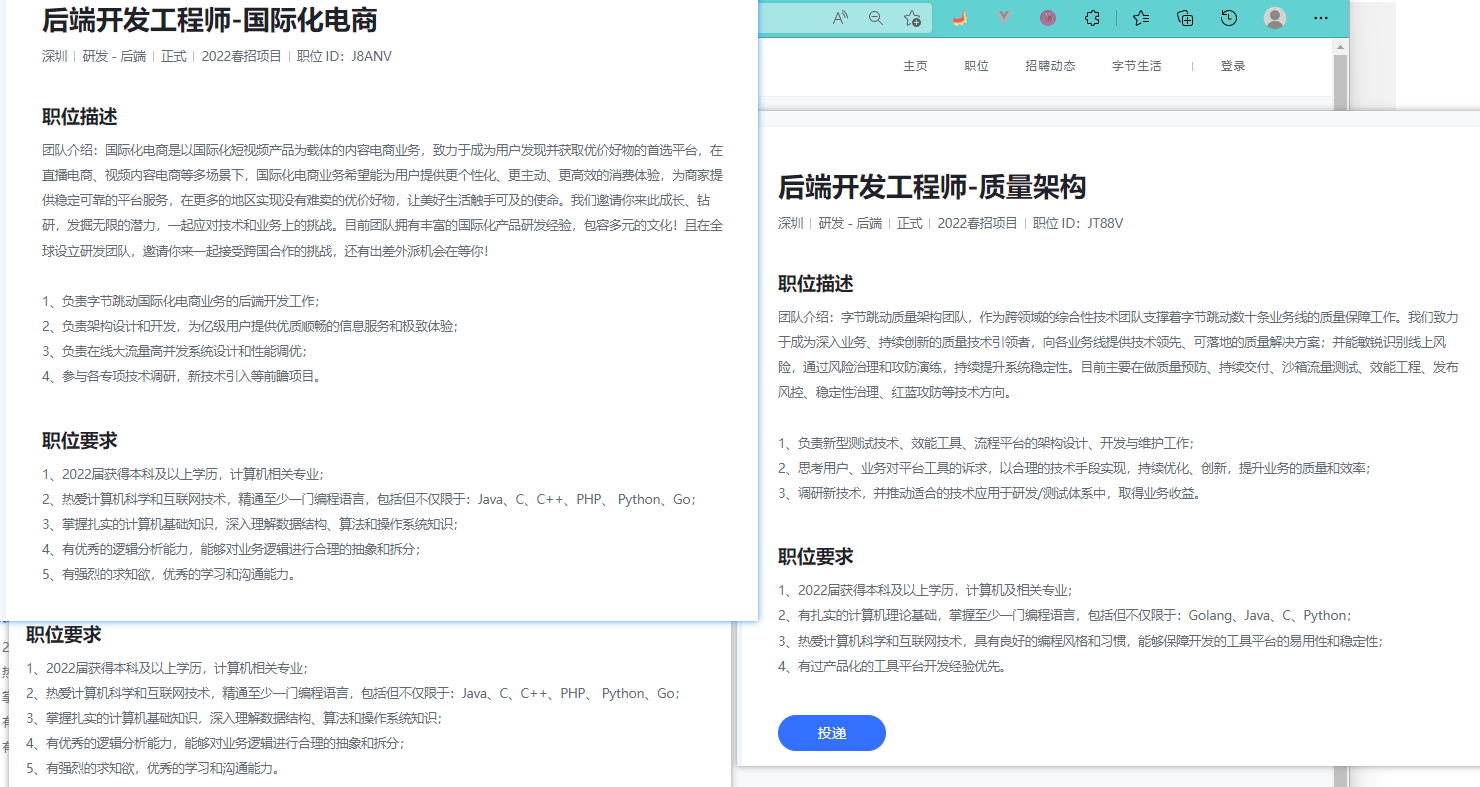 后端开发工程师-国际化电商
深圳 | 研发 - 后端 | 正式 | 2022春招项目 | 职位 ID：J8ANV
职位描述
团队介绍：国际化电商是以国际化短视频产品为载体的内容电商业务，致力于成为用户发现并获取优价好物的首选平台，在
直播电商、视频内容电商等多场景下，国际化电商业务希望能为用户提供更个性化、更主动、更高效的消费体验，为商家提
供稳定可靠的平台服务，在更多的地区实现没有难卖的优价好物，让美好生活触手可及的使命。我们邀请你来此成长、钻
研，发掘无限的潜力，一起应对技术和业务上的挑战。目前团队拥有丰富的国际化产品研发经验，包容多元的文化！且在全
球设立研发团队，邀请你来一起接受跨国合作的挑战，还有出差外派机会在等你！
1、负责字节跳动国际化电商业务的后端开发工作；
2、负责架构设计和开发，为亿级用户提供优质顺畅的信息服务和极致体验；
3、负责在线大流量高并发系统设计和性能调优；
4、参与各专项技术调研，新技术引入等前瞻项目。
职位要求
1、2022届获得本科及以上学历，计算机相关专业；
2、热爱计算机科学和互联网技术，精通至少一门编程语言，包括但不仅限于：Java、C、C++、PHP、 Python、Go；
3、掌握扎实的计算机基础知识，深入理解数据结构、算法和操作系统知识；
4、有优秀的逻辑分析能力，能够对业务逻辑进行合理的抽象和拆分；
5、有强烈的求知欲，优秀的学习和沟通能力。
职位要求
1、2022届获得本科及以上学历，计算机相关专业；
2、热爱计算机科学和互联网技术，精通至少一门编程语言，包括但不仅限于：Java、C、C++、PHP、 Python、Go；
3、掌握扎实的计算机基础知识，深入理解数据结构、算法和操作系统知识；
4、有优秀的逻辑分析能力，能够对业务逻辑进行合理的抽象和拆分；
5、有强烈的求知欲，优秀的学习和沟通能力。
主页 职位 招聘动态 字节生活 | 登录
后端开发工程师-质量架构
深圳 | 研发 - 后端 | 正式 | 2022春招项目 | 职位 ID：JT88V
职位描述
团队介绍：字节跳动质量架构团队，作为跨领域的综合性技术团队支撑着字节跳动数十条业务线的质量保障工作。我们致力
于成为深入业务、持续创新的质量技术引领者，向各业务线提供技术领先、可落地的质量解决方案；并能敏锐识别线上风
险，通过风险治理和攻防演练，持续提升系统稳定性。目前主要在做质量预防、持续交付、沙箱流量测试、效能工程、发布
风控、稳定性治理、红蓝攻防等技术方向。
1、负责新型测试技术、效能工具、流程平台的架构设计、开发与维护工作；
2、思考用户、业务对平台工具的诉求，以合理的技术手段实现，持续优化、创新，提升业务的质量和效率；
3、调研新技术，并推动适合的技术应用于研发/测试体系中，取得业务收益。
职位要求
1、2022届获得本科及以上学历，计算机及相关专业；
2、有扎实的计算机理论基础，掌握至少一门编程语言，包括但不仅限于：Golang、Java、C、Python；
3、热爱计算机科学和互联网技术，具有良好的编程风格和习惯，能够保障开发的工具平台的易用性和稳定性；
4、有过产品化的工具平台开发经验优先。
投递